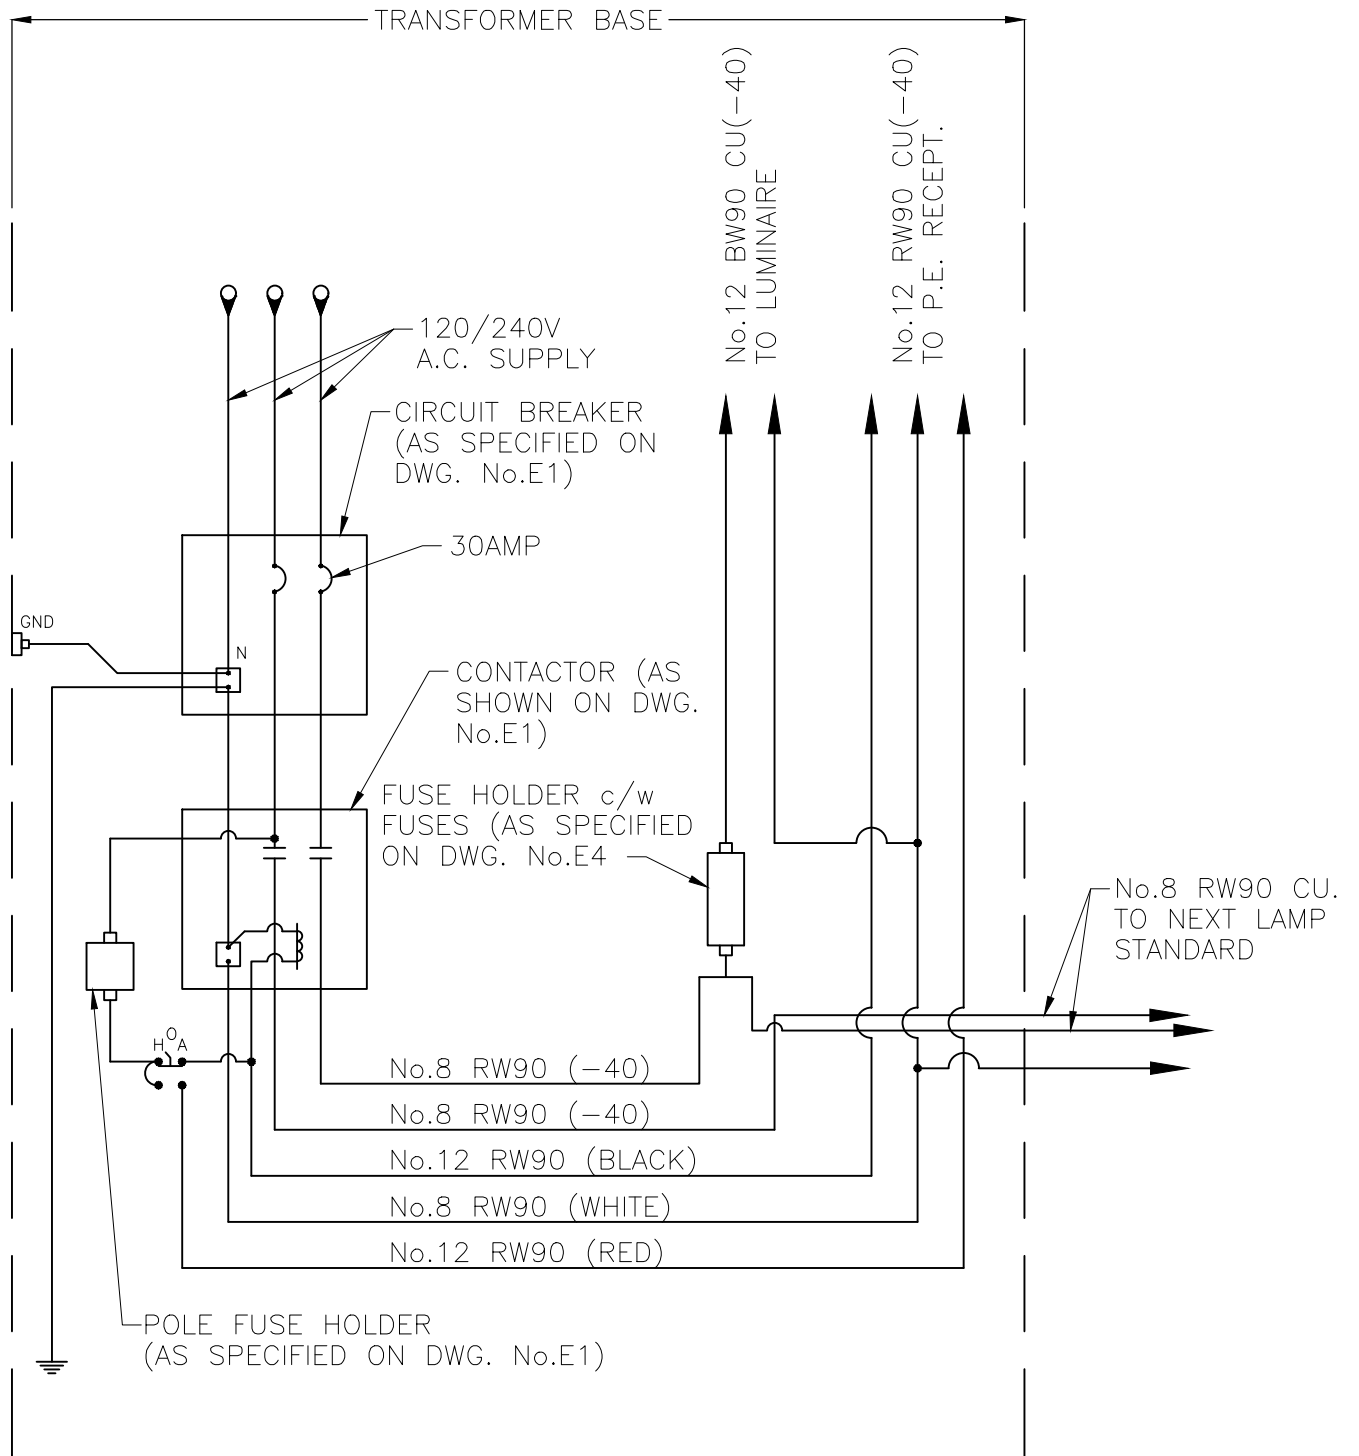 TRANSFORMER BASE
No.12 BW90 CU(-40)
TO LUMINAIRE
No.12 RW90 CU(-40)
TO P.E. RECEPT.
120/240V
A.C. SUPPLY
CIRCUIT BREAKER
(AS SPECIFIED ON
DWG. No.E1)
30AMP
GND
N
CONTACTOR (AS
SHOWN ON DWG.
No.E1)
FUSE HOLDER c/w
FUSES (AS SPECIFIED
ON DWG. No.E4
No.8 RW90 CU.
TO NEXT LAMP
STANDARD
H O A
No.8 RW90 (-40)
No.8 RW90 (-40)
No.12 RW90 (BLACK)
No.8 RW90 (WHITE)
No.12 RW90 (RED)
POLE FUSE HOLDER
(AS SPECIFIED ON DWG. No.E1)